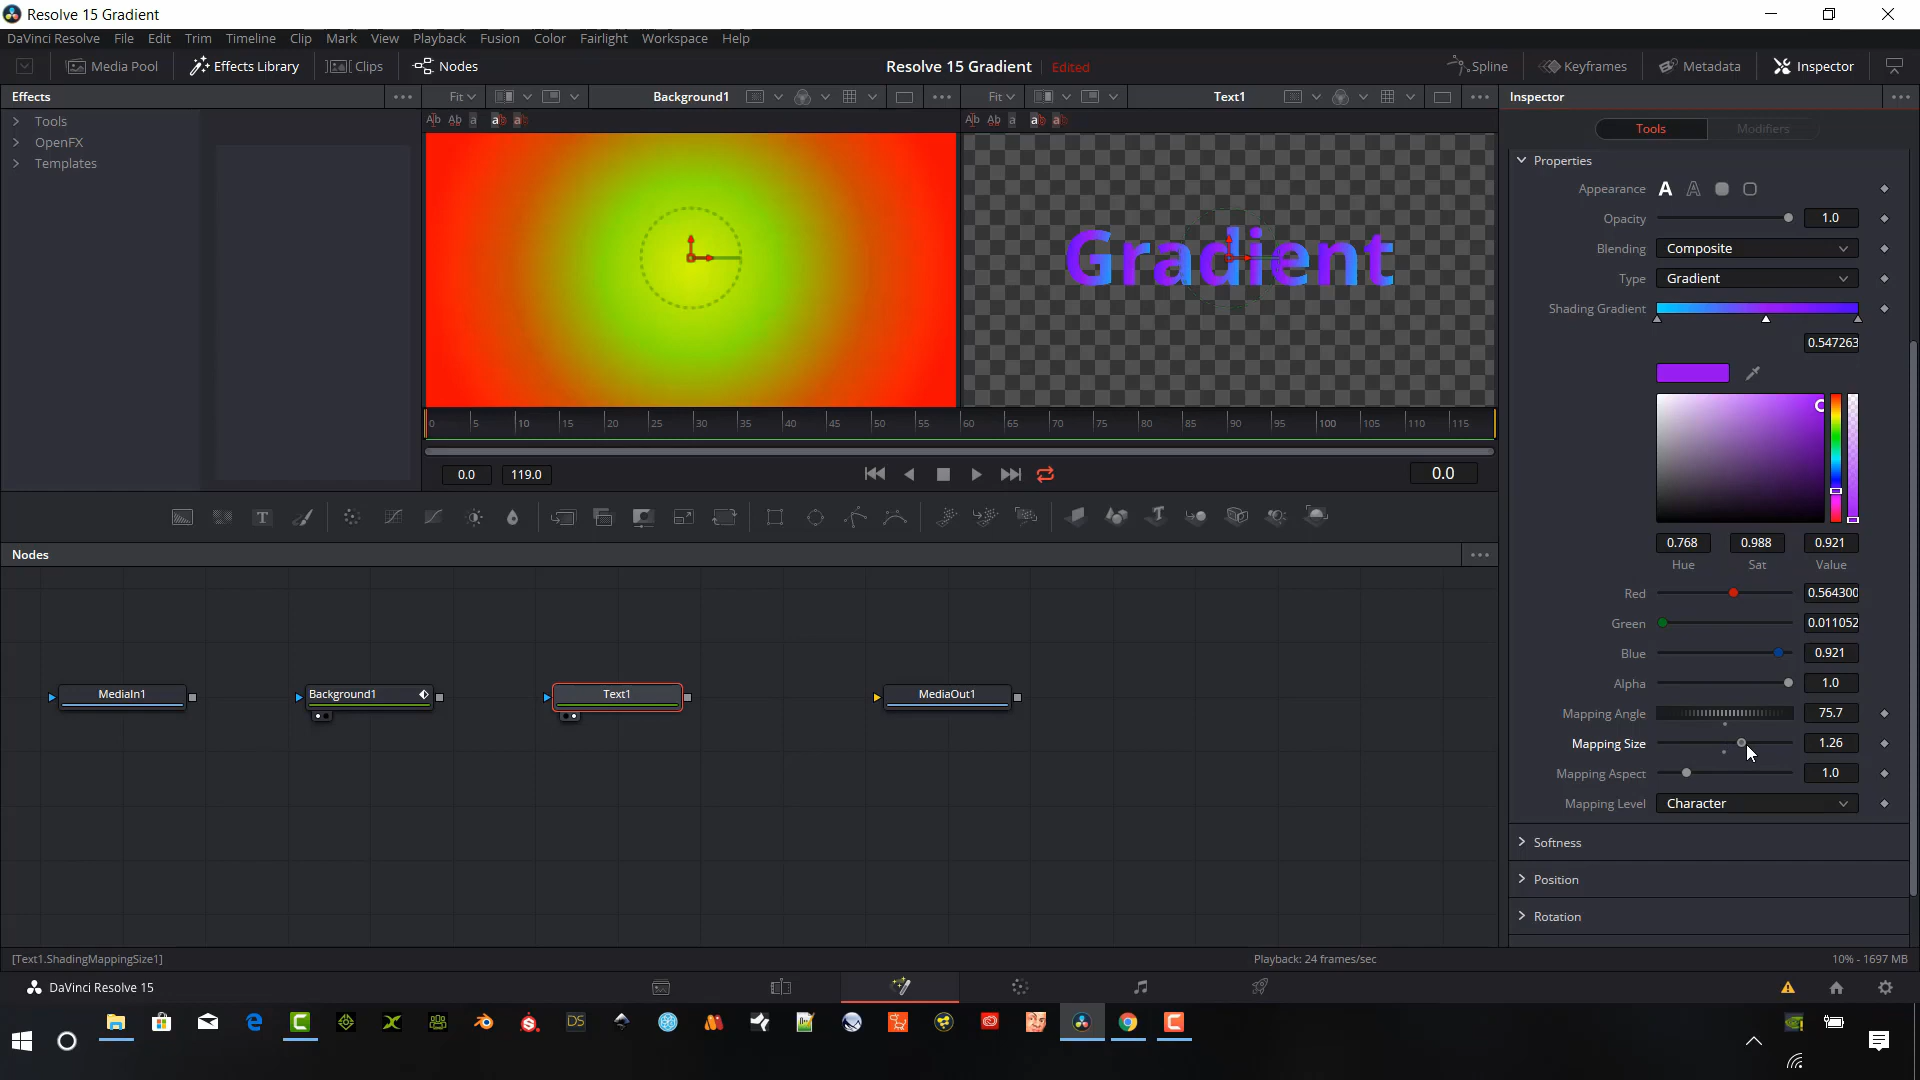 Resolve 15 Gradient
DaVinci Resolve File Edit Trim Timeline Clip Mark View Playback Fusion Color Fairlight Workspace Help
Media Pool Effects Library Clips Nodes Resolve 15 Gradient Edited Spline Keyframes Metadata Inspector
Effects Fit Background1 Fit Text1 Inspector
Tools Modifiers
Tools
OpenFX
Templates
Properties
Appearance
Opacity 1.0
Blending Composite
Type Gradient
Shading Gradient
0.547263
Gradient
0 5 10 15 20 25 30 35 40 45 50 55 60 65 70 75 80 85 90 95 100 105 110 115
0.0 119.0 0.0
Nodes
0.768 0.988 0.921
Hue Sat Value
Red 0.564300
Green 0.011052
Blue 0.921
Alpha 1.0
Mapping Angle 75.7
Mapping Size 1.26
Mapping Aspect 1.0
Mapping Level Character
MediaIn1 Background1 Text1 MediaOut1
Softness
Position
Rotation
[Text1.ShadingMappingSize1] Playback: 24 frames/sec 10% - 1697 MB
DaVinci Resolve 15
DS